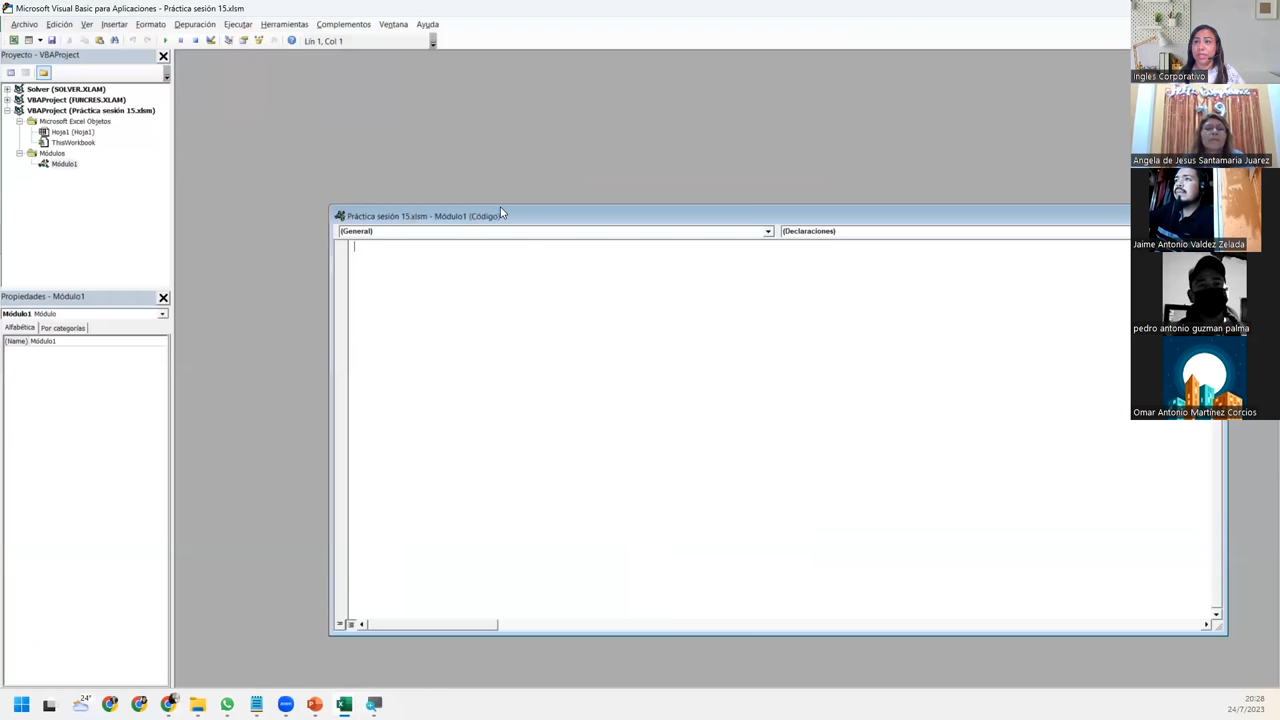 Microsoft Visual Basic para Aplicaciones - Práctica sesión 15.xlsm
Archivo Edición Ver Insertar Formato Depuración Ejecutar Herramientas Complementos Ventana Ayuda
Lín 1, Col 1
Proyecto - VBAProject
Solver (SOLVER.XLAM)
VBAProject (FUNCRES.XLAM)
VBAProject (Práctica sesión 15.xlsm)
Microsoft Excel Objetos
Hoja1 (Hoja1)
ThisWorkbook
Módulos
Módulo1
Propiedades - Módulo1
Módulo1 Módulo
Alfabética Por categorías
(Name) Módulo1
Práctica sesión 15.xlsm - Módulo1 (Código)
(General) (Declaraciones)
Ingles Corporativo
Angela de Jesus Santamaria Juarez
Jaime Antonio Valdez Zelada
pedro antonio guzman palma
Omar Antonio Martínez Corcios
24°
zoom
20:28
24/7/2023